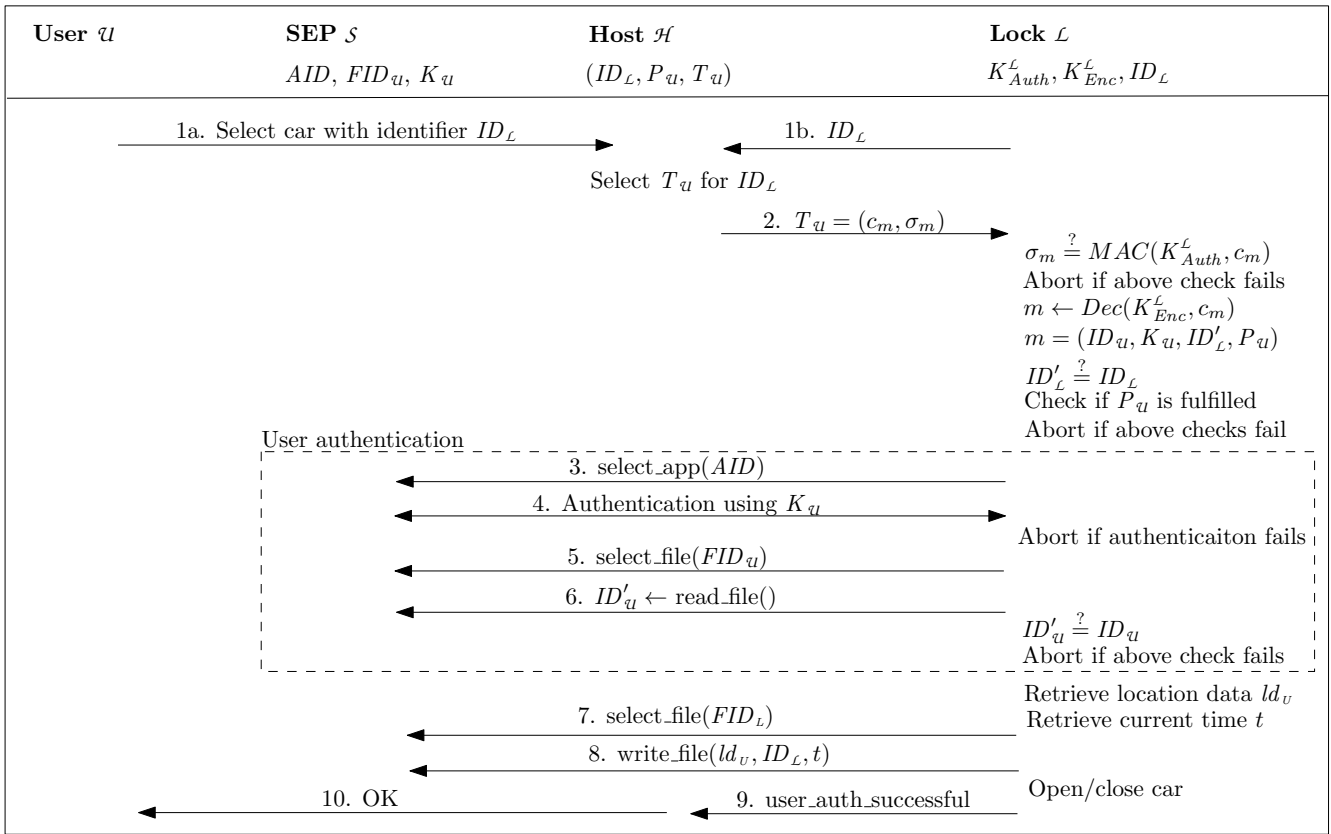 User 𝒰 SEP 𝒮 Host ℋ Lock ℒ
AID, FID_𝒰, K_𝒰 (ID_ℒ, P_𝒰, T_𝒰) K^ℒ_Auth, K^ℒ_Enc, ID_ℒ
1a. Select car with identifier ID_ℒ 1b. ID_ℒ
Select T_𝒰 for ID_ℒ
2. T_𝒰 = (c_m, σ_m)
σ_m ≟ MAC(K^ℒ_Auth, c_m)
Abort if above check fails
m ← Dec(K^ℒ_Enc, c_m)
m = (ID_𝒰, K_𝒰, ID′_ℒ, P_𝒰)
ID′_ℒ ≟ ID_ℒ
Check if P_𝒰 is fulfilled
Abort if above checks fail
User authentication
3. select_app(AID)
4. Authentication using K_𝒰
Abort if authenticaiton fails
5. select_file(FID_𝒰)
6. ID′_𝒰 ← read_file()
ID′_𝒰 ≟ ID_𝒰
Abort if above check fails
Retrieve location data ld_U
7. select_file(FID_L) Retrieve current time t
8. write_file(ld_U, ID_ℒ, t)
Open/close car
10. OK 9. user_auth_successful